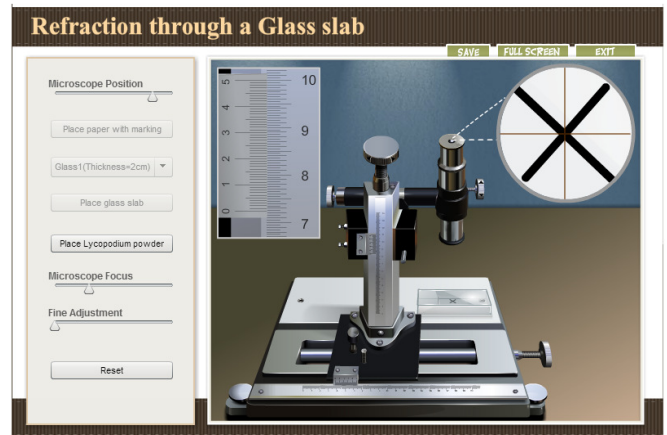 Refraction through a Glass slab
SAVE
FULL SCREEN
EXIT
Microscope Position
Place paper with marking
Glass1(Thickness=2cm)
Place glass slab
Place Lycopodium powder
Microscope Focus
Fine Adjustment
Reset
5
4
3
2
1
0
10
9
8
7